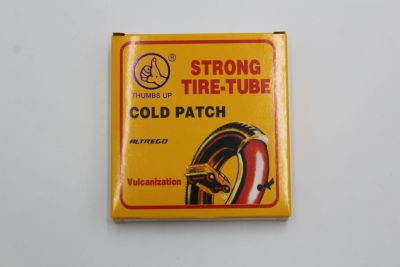 ®
STRONG
TIRE-TUBE
THUMBS UP
COLD PATCH
ALTREGO
Vulcanization